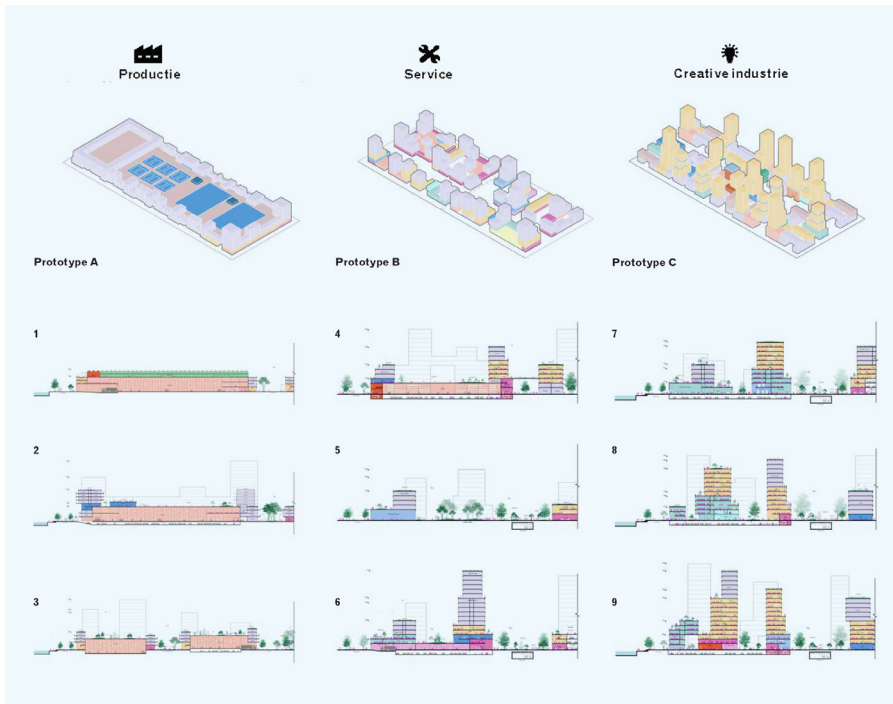 Productie
Service
Creative industrie
Prototype A
Prototype B
Prototype C
1
4
7
2
5
8
3
6
9